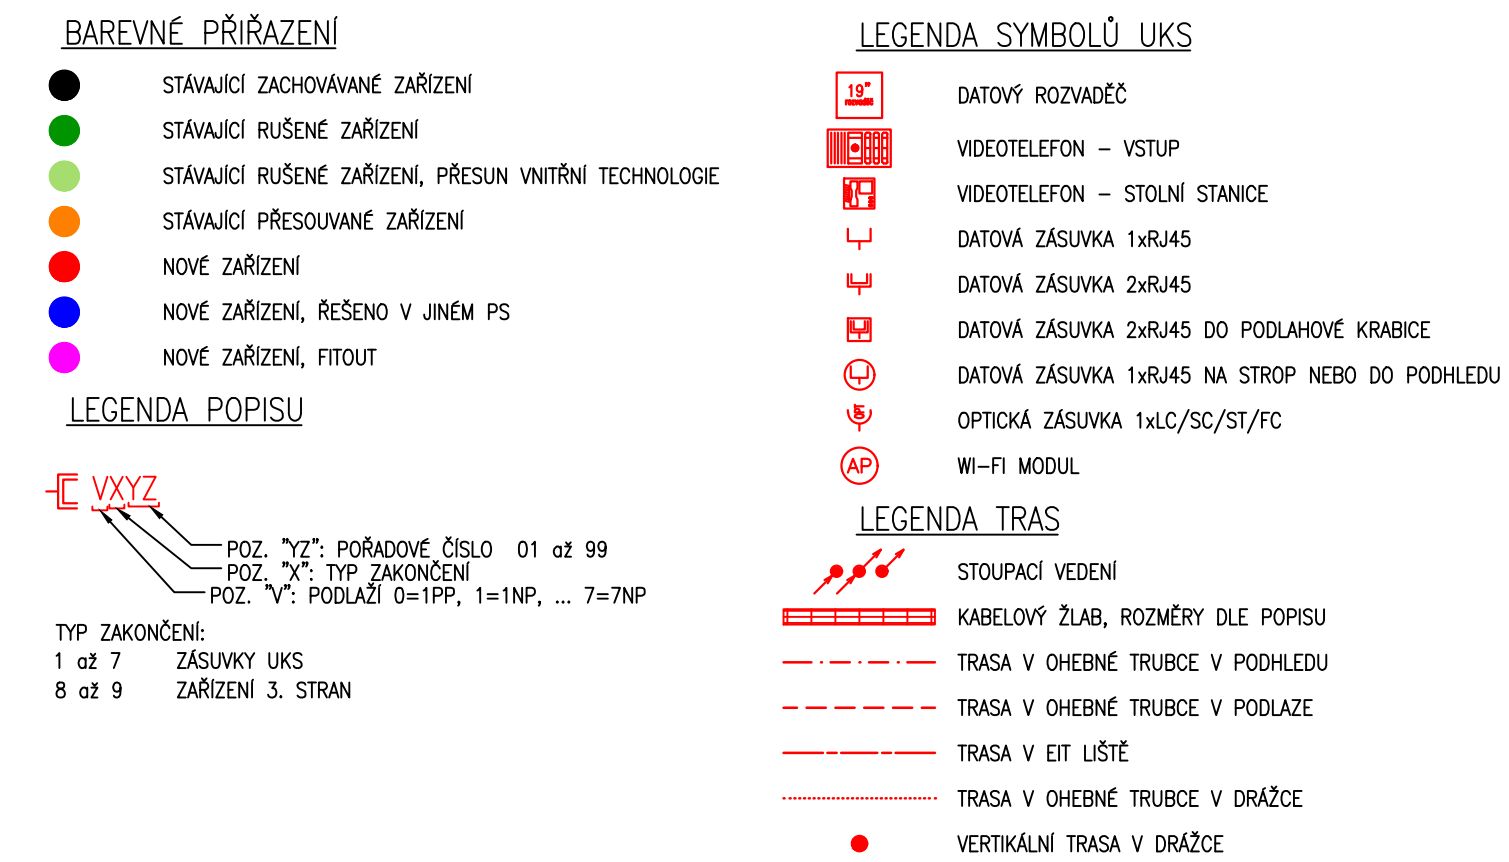 BAREVNÉ PŘIŘAZENÍ
STÁVAJÍCÍ ZACHOVÁVANÉ ZAŘÍZENÍ
STÁVAJÍCÍ RUŠENÉ ZAŘÍZENÍ
STÁVAJÍCÍ RUŠENÉ ZAŘÍZENÍ, PŘESUN VNITŘNÍ TECHNOLOGIE
STÁVAJÍCÍ PŘESOUVANÉ ZAŘÍZENÍ
NOVÉ ZAŘÍZENÍ
NOVÉ ZAŘÍZENÍ, ŘEŠENO V JINÉM PS
NOVÉ ZAŘÍZENÍ, FITOUT
LEGENDA POPISU
VXYZ
POZ. "YZ": POŘADOVÉ ČÍSLO 01 až 99
POZ. "X": TYP ZAKONČENÍ
POZ. "V": PODLAŽÍ 0=1PP, 1=1NP, ... 7=7NP
TYP ZAKONČENÍ:
1 až 7 ZÁSUVKY UKS
8 až 9 ZAŘÍZENÍ 3. STRAN
LEGENDA SYMBOLŮ UKS
19"
rozvaděč
DATOVÝ ROZVADĚČ
VIDEOTELEFON – VSTUP
VIDEOTELEFON – STOLNÍ STANICE
DATOVÁ ZÁSUVKA 1xRJ45
DATOVÁ ZÁSUVKA 2xRJ45
DATOVÁ ZÁSUVKA 2xRJ45 DO PODLAHOVÉ KRABICE
DATOVÁ ZÁSUVKA 1xRJ45 NA STROP NEBO DO PODHLEDU
OPTICKÁ ZÁSUVKA 1xLC/SC/ST/FC
AP WI–FI MODUL
LEGENDA TRAS
STOUPACÍ VEDENÍ
KABELOVÝ ŽLAB, ROZMĚRY DLE POPISU
TRASA V OHEBNÉ TRUBCE V PODHLEDU
TRASA V OHEBNÉ TRUBCE V PODLAZE
TRASA V EIT LIŠTĚ
TRASA V OHEBNÉ TRUBCE V DRÁŽCE
VERTIKÁLNÍ TRASA V DRÁŽCE